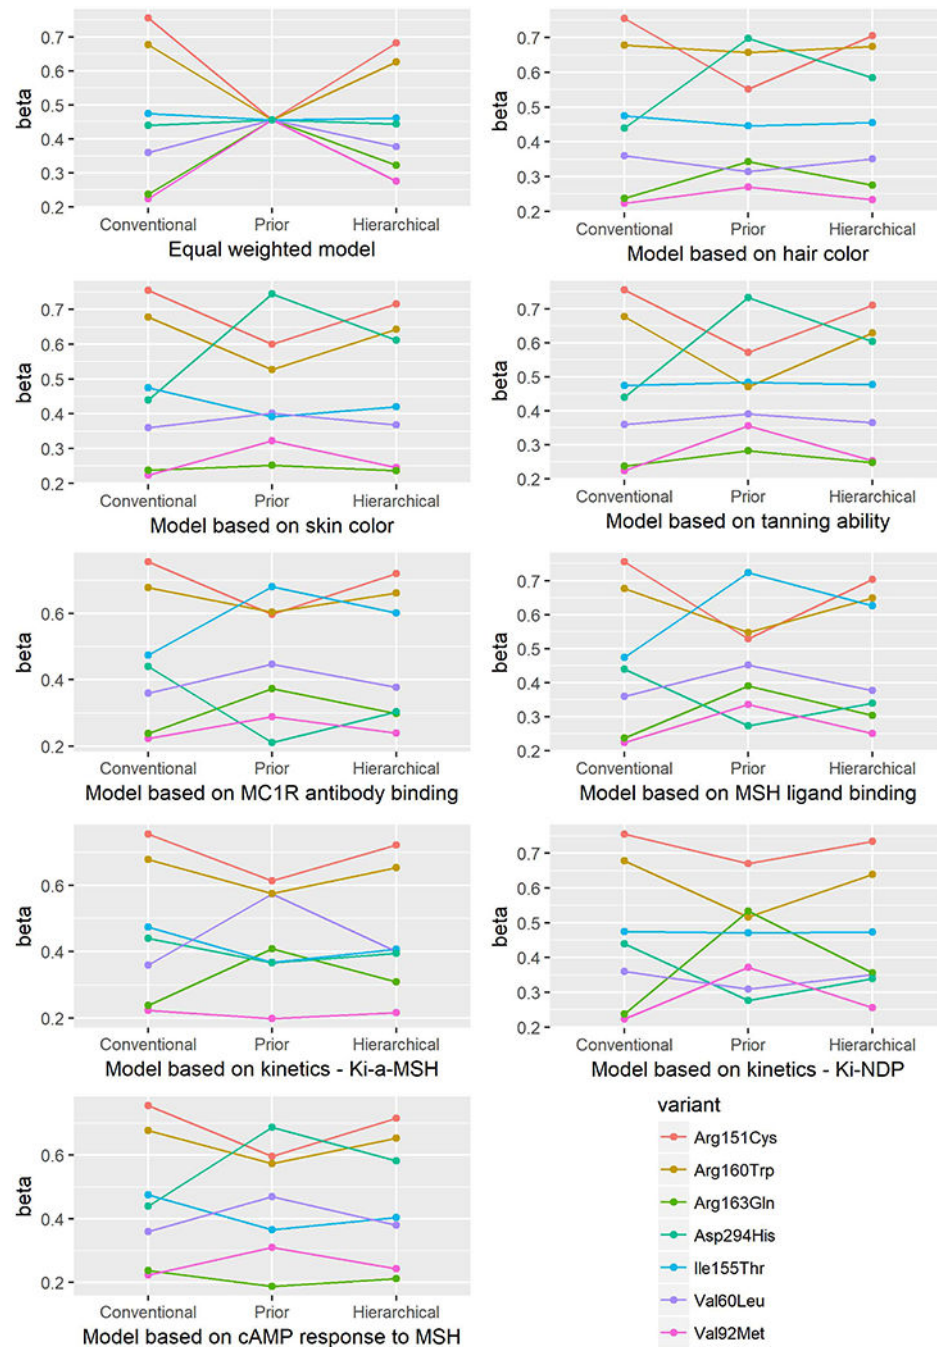 0.7
0.6
0.5
0.4
0.3
0.2
beta
Conventional Prior Hierarchical
Equal weighted model
0.7
0.6
0.5
0.4
0.3
0.2
beta
Conventional Prior Hierarchical
Model based on hair color
0.7
0.6
0.5
0.4
0.3
0.2
beta
Conventional Prior Hierarchical
Model based on skin color
0.7
0.6
0.5
0.4
0.3
0.2
beta
Conventional Prior Hierarchical
Model based on tanning ability
0.6
0.4
0.2
beta
Conventional Prior Hierarchical
Model based on MC1R antibody binding
0.7
0.6
0.5
0.4
0.3
0.2
beta
Conventional Prior Hierarchical
Model based on MSH ligand binding
0.6
0.4
0.2
beta
Conventional Prior Hierarchical
Model based on kinetics - Ki-a-MSH
0.7
0.6
0.5
0.4
0.3
0.2
beta
Conventional Prior Hierarchical
Model based on kinetics - Ki-NDP
0.6
0.4
0.2
beta
Conventional Prior Hierarchical
Model based on cAMP response to MSH
variant
Arg151Cys
Arg160Trp
Arg163Gln
Asp294His
Ile155Thr
Val60Leu
Val92Met